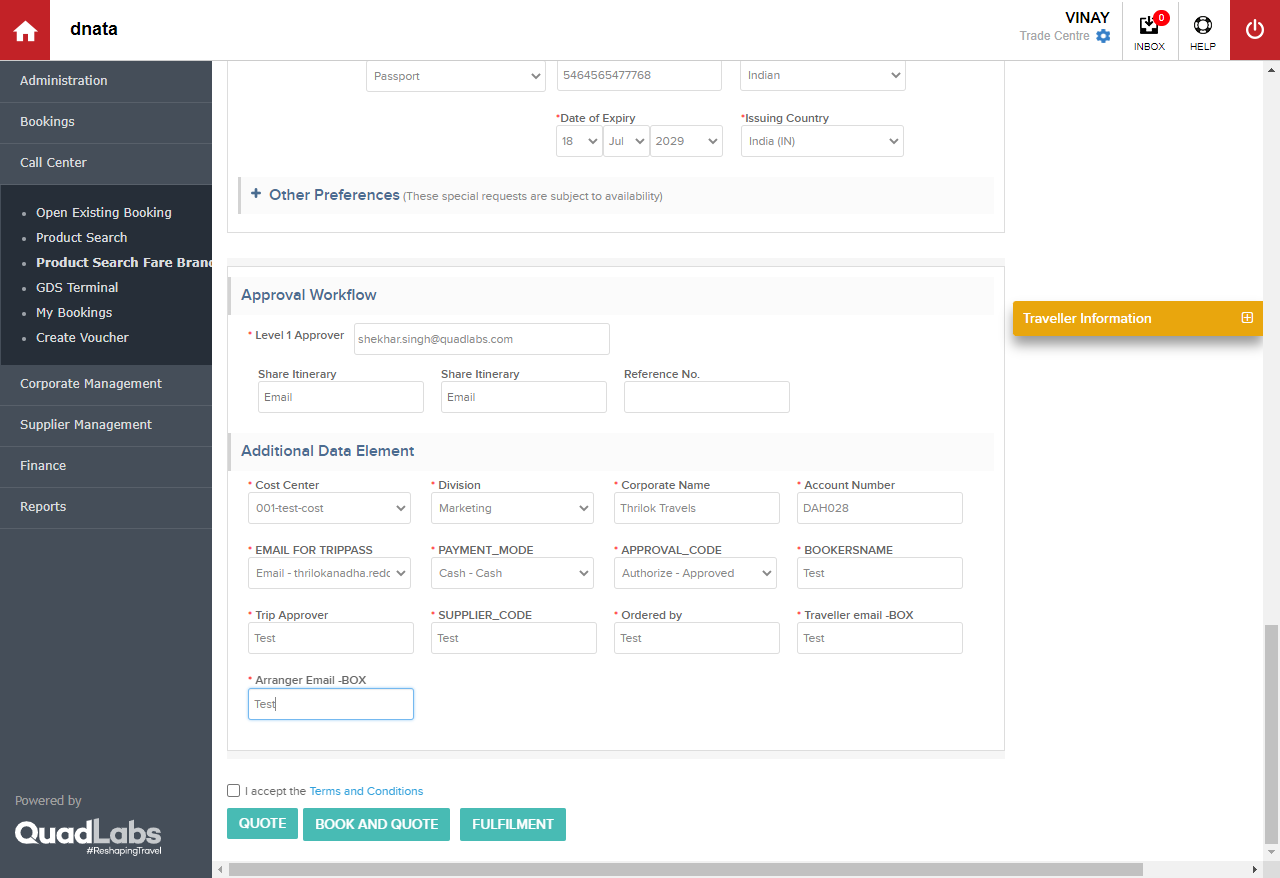 dnata
VINAY
Trade Centre
0
INBOX
HELP
Administration
Bookings
Call Center
Open Existing Booking
Product Search
Product Search Fare Bran
GDS Terminal
My Bookings
Create Voucher
Corporate Management
Supplier Management
Finance
Reports
Powered by
QuadLabs
#ReshapingTravel
Passport 5464565477768 Indian
*Date of Expiry *Issuing Country
18 Jul 2029 India (IN)
+ Other Preferences (These special requests are subject to availability)
Approval Workflow
* Level 1 Approver shekhar.singh@quadlabs.com
Share Itinerary Share Itinerary Reference No.
Email Email
Additional Data Element
* Cost Center * Division * Corporate Name * Account Number
001-test-cost Marketing Thrilok Travels DAH028
* EMAIL FOR TRIPPASS * PAYMENT_MODE * APPROVAL_CODE * BOOKERSNAME
Email - thrilokanadha.redd Cash - Cash Authorize - Approved Test
* Trip Approver * SUPPLIER_CODE * Ordered by * Traveller email -BOX
Test Test Test Test
* Arranger Email -BOX
Test
I accept the Terms and Conditions
QUOTE BOOK AND QUOTE FULFILMENT
Traveller Information